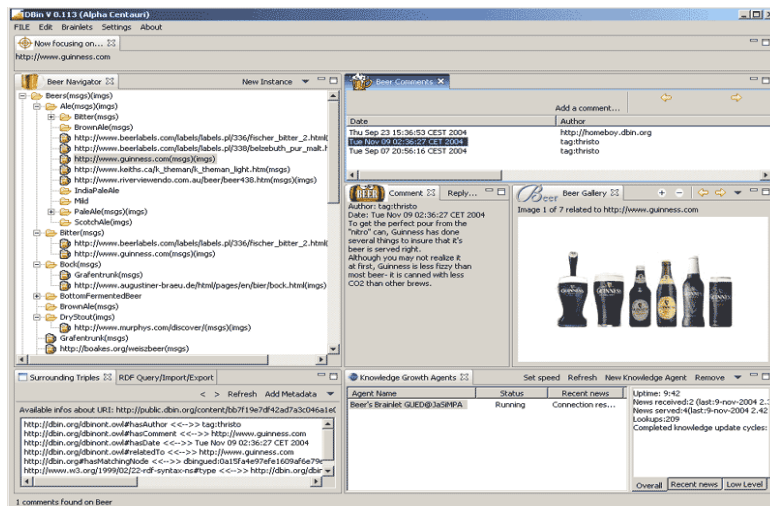 DBin V 0.113 (Alpha Centauri)
FILE Edit Brainlets Settings About
Now focusing on...
http://www.guinness.com
Beer Navigator New Instance
Beers(msgs)(imgs)
Ale(msgs)(imgs)
Bitter(msgs)
BrownAle(msgs)
http://www.beerlabels.com/labels/labels.pl/336/fischer_bitter_2.html(
http://www.beerlabels.com/labels/labels.pl/338/belzebuth_pur_malt.h
http://www.guinness.com(msgs)(imgs)
http://www.keiths.ca/k_theman/k_theman_light.htm(msgs)
http://www.riverviewendo.com.au/beer/beer438.htm(msgs)(imgs)
IndiaPaleAle
Mild
PaleAle(msgs)(imgs)
ScotchAle(msgs)
Bitter(msgs)
http://www.beerlabels.com/labels/labels.pl/336/fischer_bitter_2.html(
http://www.guinness.com(msgs)(imgs)
Bock(msgs)
Grafentrunk(msgs)
http://www.augustiner-braeu.de/html/pages/en/bier/bock.html(imgs)
BottomFermentedBeer
BrownAle(msgs)
DryStout(imgs)
http://www.murphys.com/discover/(msgs)(imgs)
Grafentrunk(msgs)
http://boakes.org/weiszbeer(msgs)
Beer Comments
Add a comment...
Date Author
Thu Sep 23 15:36:53 CEST 2004 http://homeboy.dbin.org
Tue Nov 09 02:36:27 CET 2004 tag:thristo
Tue Sep 07 20:56:16 CEST 2004 tag:thristo
BEER Comment Reply...
Author: tag:thristo
Date: Tue Nov 09 02:36:27 CET 2004
To get the perfect pour from the
"nitro" can, Guinness has done
several things to insure that it's
beer is served right.
Although you may not realize it
at first, Guinness is less fizzy than
most beer- it is canned with less
CO2 than other brews.
Beer Beer Gallery
Image 1 of 7 related to http://www.guinness.com
GUINNESS GUINNESS
Surrounding Triples RDF Query/Import/Export
< > Refresh Add Metadata
Available infos about URI: http://public.dbin.org/content/bb7f19e7df42ad7a3c046a1e0
http://dbin.org/dbinont.owl#hasAuthor <<-->> tag:thristo
http://dbin.org/dbinont.owl#hasComment <<-->> http://www.guinness.com
http://dbin.org/dbinont.owl#hasDate <<-->> Tue Nov 09 02:36:27 CET 2004
http://dbin.org/dbinont.owl#relatedTo <<-->> http://www.guinness.com
http://dbin.org#hasMatchingNode <<-->> dbingued:0a15fa4e97efe1609af6e79c
http://www.w3.org/1999/02/22-rdf-syntax-ns#type <<-->> http://dbin.org/dbir
Knowledge Growth Agents Set speed Refresh New Knowledge Agent Remove
Agent Name Status Recent news
Beer's Brainlet GUED@JaSiMPA Running Connection res...
Uptime: 9:42
News received:2 (last:9-nov-2004 2.
News served:4(last:9-nov-2004 2.42
Lookups:209
Completed knowledge update cycles:
Overall Recent news Low Level
1 comments found on Beer